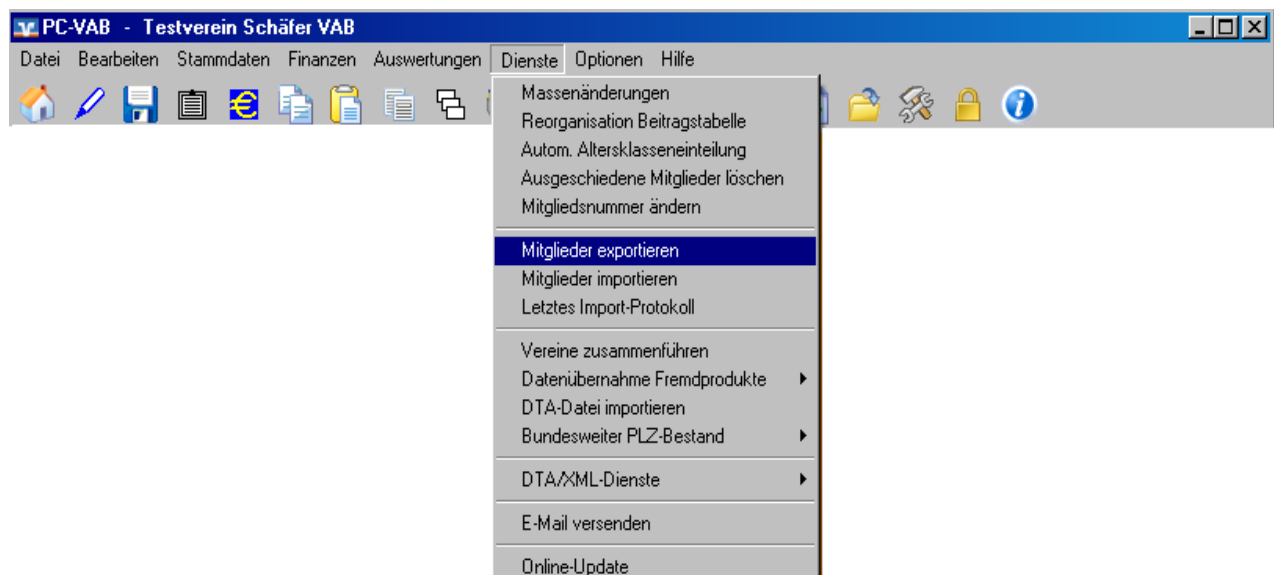 PC-VAB - Testverein Schäfer VAB
Datei Bearbeiten Stammdaten Finanzen Auswertungen Dienste Optionen Hilfe
Massenänderungen
Reorganisation Beitragstabelle
Autom. Altersklasseneinteilung
Ausgeschiedene Mitglieder löschen
Mitgliedsnummer ändern
Mitglieder exportieren
Mitglieder importieren
Letztes Import-Protokoll
Vereine zusammenführen
Datenübernahme Fremdprodukte
DTA-Datei importieren
Bundesweiter PLZ-Bestand
DTA/XML-Dienste
E-Mail versenden
Online-Update